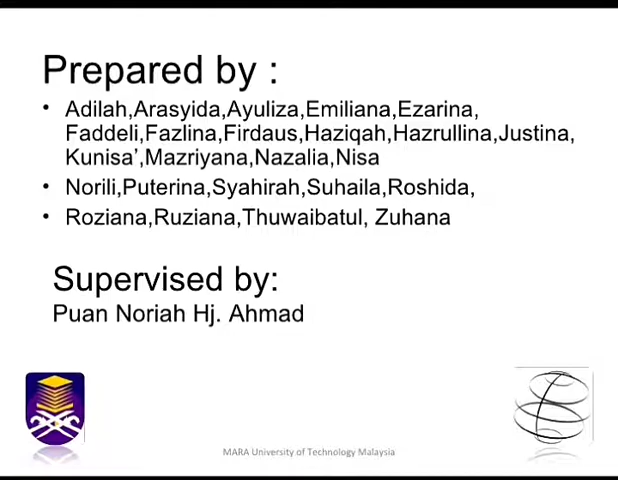 Prepared by :
• Adilah,Arasyida,Ayuliza,Emiliana,Ezarina,
Faddeli,Fazlina,Firdaus,Haziqah,Hazrullina,Justina,
Kunisa’,Mazriyana,Nazalia,Nisa
• Norili,Puterina,Syahirah,Suhaila,Roshida,
• Roziana,Ruziana,Thuwaibatul, Zuhana
Supervised by:
Puan Noriah Hj. Ahmad
MARA University of Technology Malaysia